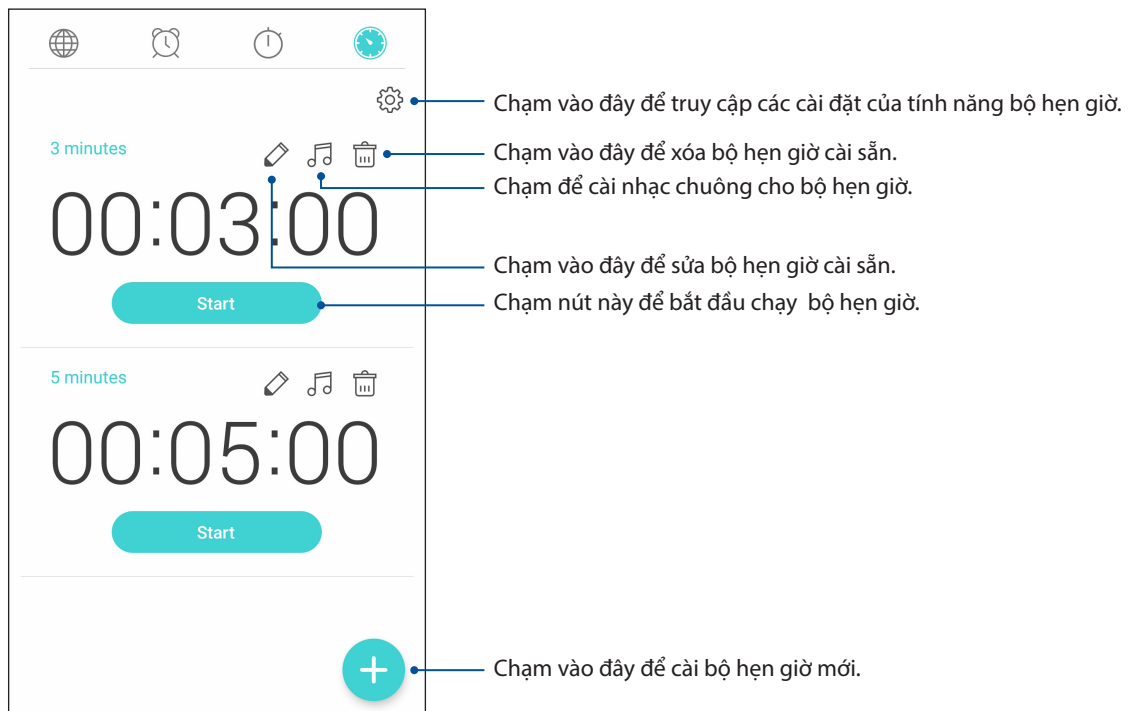 Chạm vào đây để truy cập các cài đặt của tính năng bộ hẹn giờ.
3 minutes
Chạm vào đây để xóa bộ hẹn giờ cài sẵn.
Chạm để cài nhạc chuông cho bộ hẹn giờ.
00:03:00
Chạm vào đây để sửa bộ hẹn giờ cài sẵn.
Start
Chạm nút này để bắt đầu chạy bộ hẹn giờ.
5 minutes
00:05:00
Start
Chạm vào đây để cài bộ hẹn giờ mới.